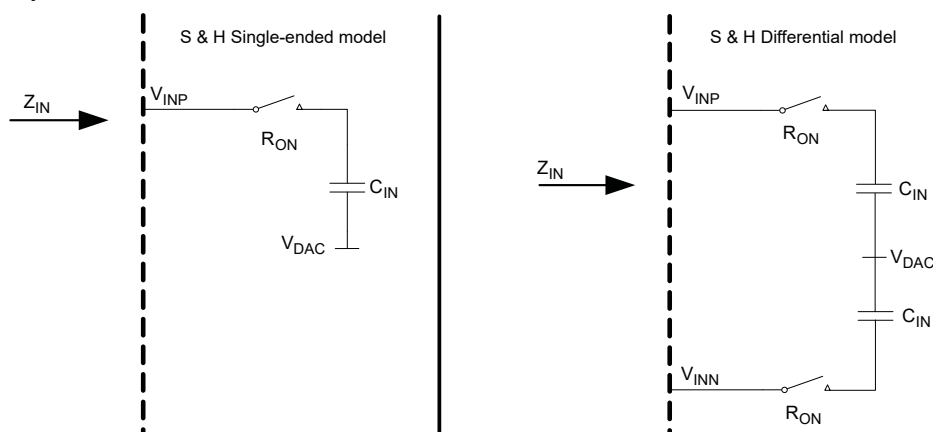 S & H Single-ended model
Z_IN
V_INP
R_ON
C_IN
V_DAC
S & H Differential model
V_INP
R_ON
Z_IN
C_IN
V_DAC
C_IN
V_INN
R_ON